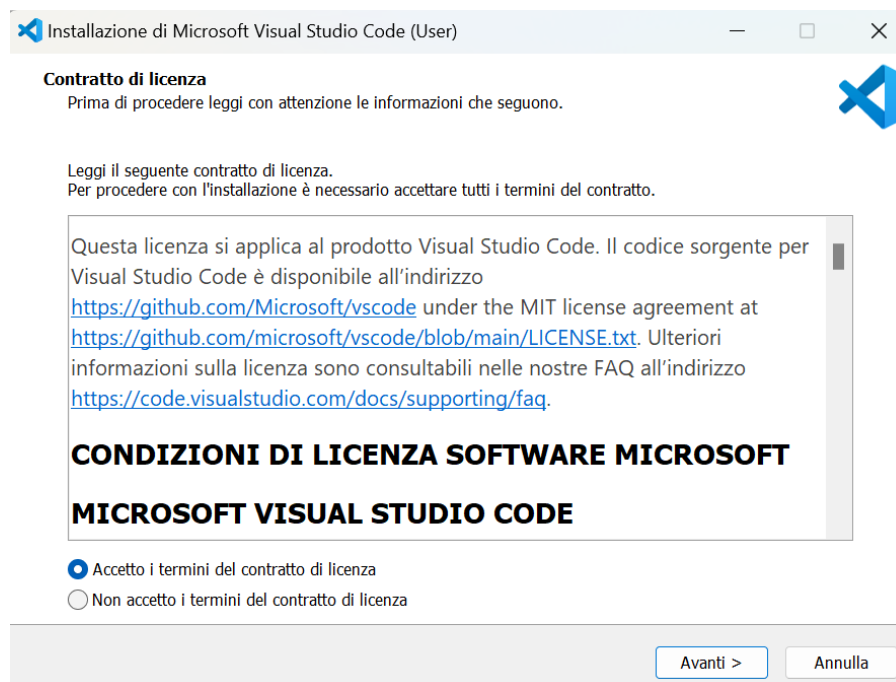 Installazione di Microsoft Visual Studio Code (User)
Contratto di licenza
Prima di procedere leggi con attenzione le informazioni che seguono.
Leggi il seguente contratto di licenza.
Per procedere con l'installazione è necessario accettare tutti i termini del contratto.
Questa licenza si applica al prodotto Visual Studio Code. Il codice sorgente per
Visual Studio Code è disponibile all’indirizzo
https://github.com/Microsoft/vscode under the MIT license agreement at
https://github.com/microsoft/vscode/blob/main/LICENSE.txt. Ulteriori
informazioni sulla licenza sono consultabili nelle nostre FAQ all’indirizzo
https://code.visualstudio.com/docs/supporting/faq.
CONDIZIONI DI LICENZA SOFTWARE MICROSOFT
MICROSOFT VISUAL STUDIO CODE
Accetto i termini del contratto di licenza
Non accetto i termini del contratto di licenza
Avanti >
Annulla